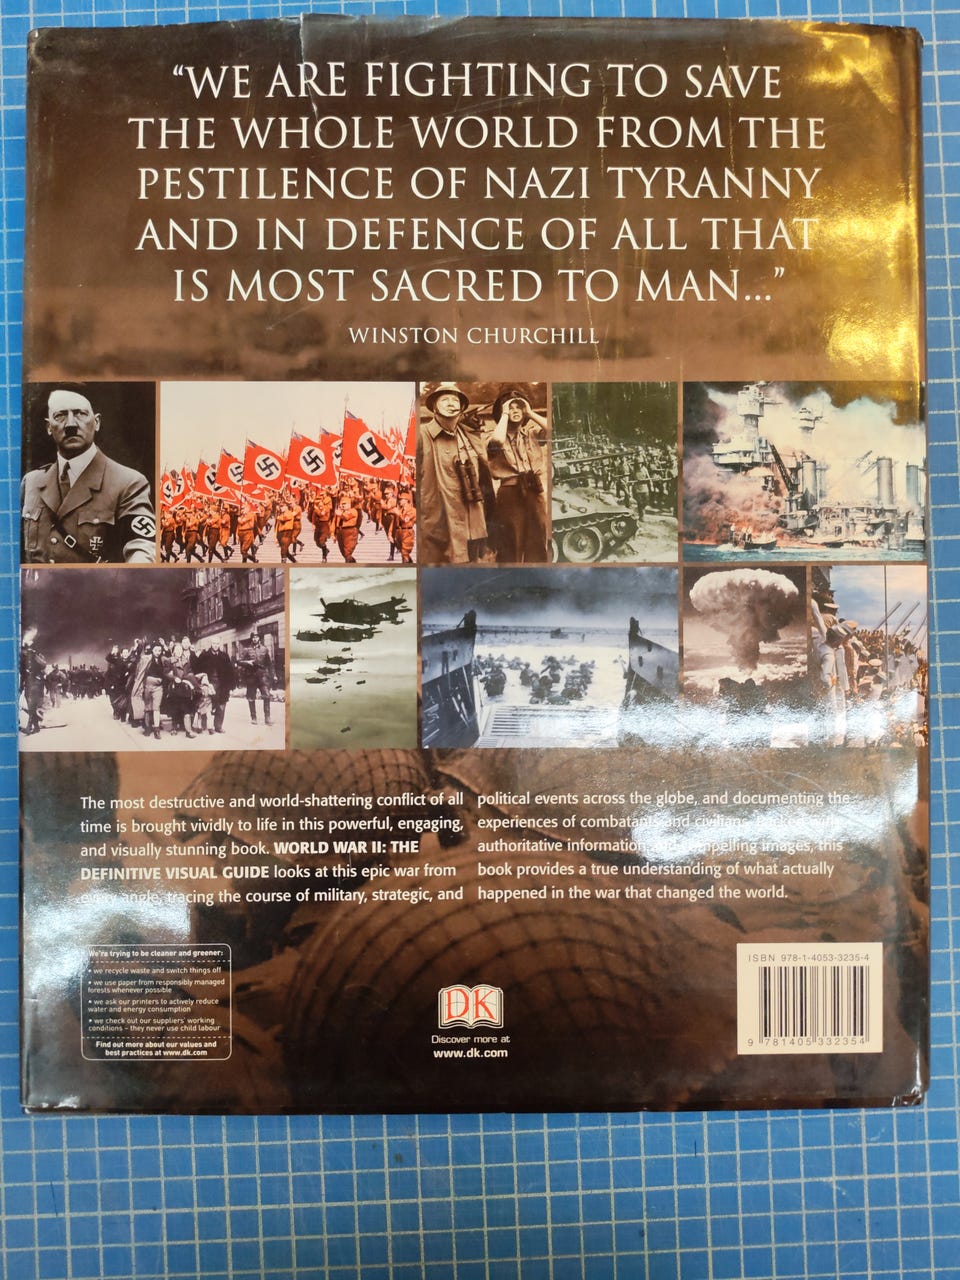 “WE ARE FIGHTING TO SAVE
THE WHOLE WORLD FROM THE
PESTILENCE OF NAZI TYRANNY
AND IN DEFENCE OF ALL THAT
IS MOST SACRED TO MAN...”
WINSTON CHURCHILL
The most destructive and world-shattering conflict of all
time is brought vividly to life in this powerful, engaging,
and visually stunning book. WORLD WAR II: THE
DEFINITIVE VISUAL GUIDE looks at this epic war from
every angle, tracing the course of military, strategic, and
political events across the globe, and documenting the
experiences of combatants and civilians. Packed with
authoritative information and compelling images, this
book provides a true understanding of what actually
happened in the war that changed the world.
We're trying to be cleaner and greener:
• we recycle waste and switch things off
• we use paper from responsibly managed
forests whenever possible
• we ask our printers to actively reduce
water and energy consumption
• we check out our suppliers' working
conditions – they never use child labour
Find out more about our values and
best practices at www.dk.com
DK
Discover more at
www.dk.com
ISBN 978-1-4053-3235-4
9 781405 332354